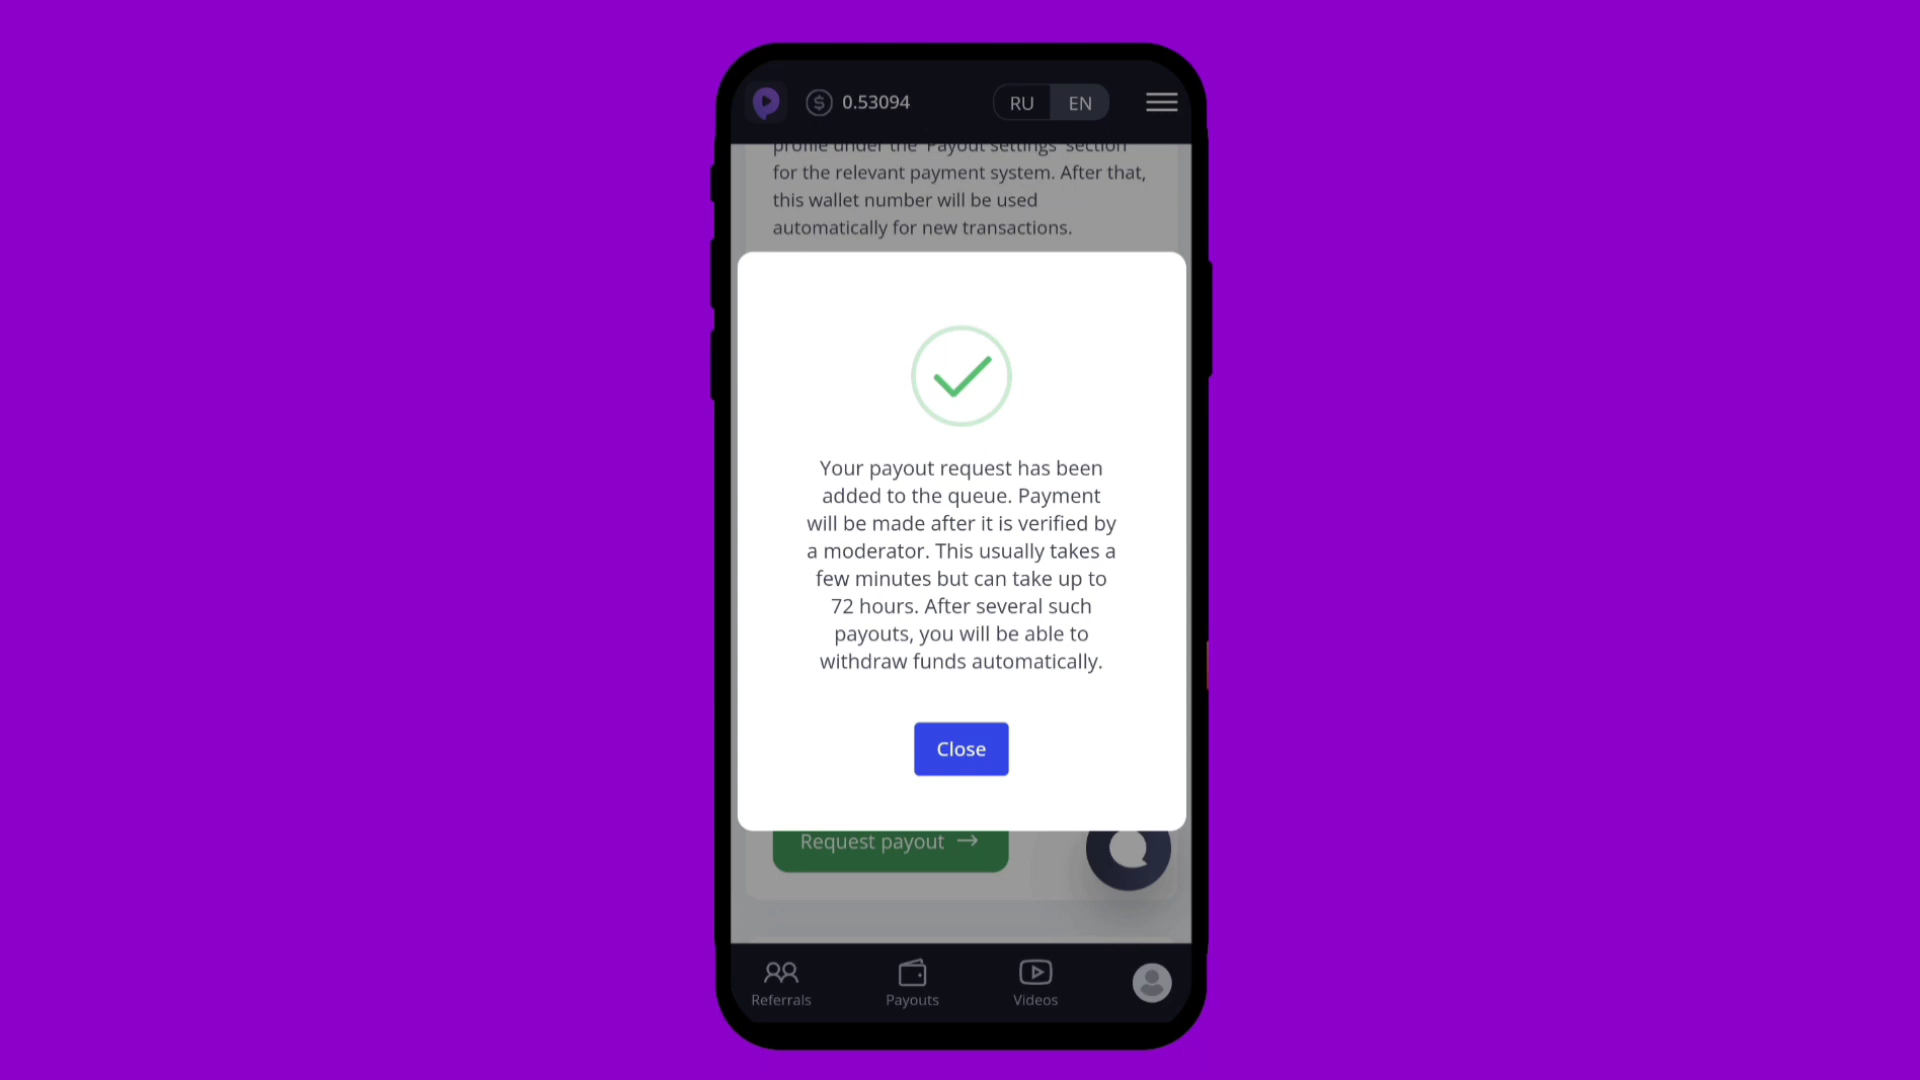 0.53094
RU
EN
profile under the 'Payout settings' section
for the relevant payment system. After that,
this wallet number will be used
automatically for new transactions.
Your payout request has been
added to the queue. Payment
will be made after it is verified by
a moderator. This usually takes a
few minutes but can take up to
72 hours. After several such
payouts, you will be able to
withdraw funds automatically.
Close
Request payout →
Referrals
Payouts
Videos